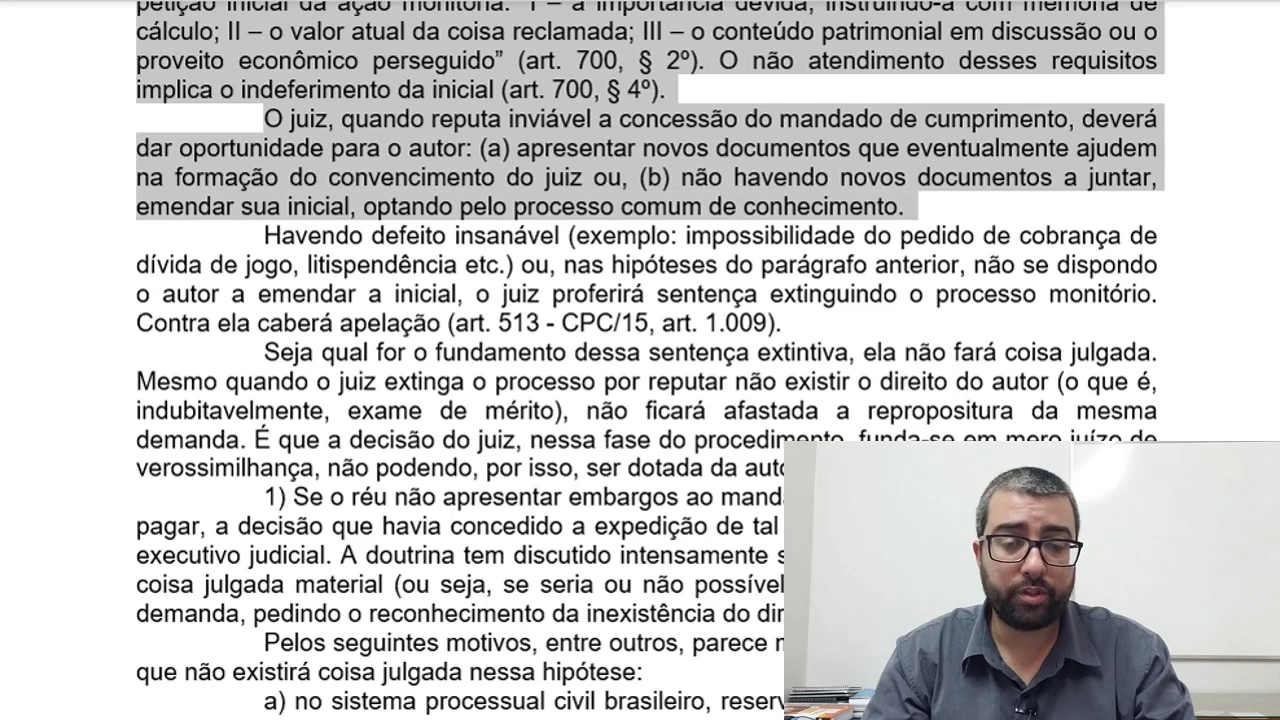 petição inicial da ação monitória: "I – a importância devida, instruindo-a com memória de
cálculo; II – o valor atual da coisa reclamada; III – o conteúdo patrimonial em discussão ou o
proveito econômico perseguido” (art. 700, § 2º). O não atendimento desses requisitos
implica o indeferimento da inicial (art. 700, § 4º).
O juiz, quando reputa inviável a concessão do mandado de cumprimento, deverá
dar oportunidade para o autor: (a) apresentar novos documentos que eventualmente ajudem
na formação do convencimento do juiz ou, (b) não havendo novos documentos a juntar,
emendar sua inicial, optando pelo processo comum de conhecimento.
Havendo defeito insanável (exemplo: impossibilidade do pedido de cobrança de
dívida de jogo, litispendência etc.) ou, nas hipóteses do parágrafo anterior, não se dispondo
o autor a emendar a inicial, o juiz proferirá sentença extinguindo o processo monitório.
Contra ela caberá apelação (art. 513 - CPC/15, art. 1.009).
Seja qual for o fundamento dessa sentença extintiva, ela não fará coisa julgada.
Mesmo quando o juiz extinga o processo por reputar não existir o direito do autor (o que é,
indubitavelmente, exame de mérito), não ficará afastada a repropositura da mesma
demanda. É que a decisão do juiz, nessa fase do procedimento, funda-se em mero juízo de
verossimilhança, não podendo, por isso, ser dotada da
1) Se o réu não apresentar embargos ao
pagar, a decisão que havia concedido a expedição de tal
executivo judicial. A doutrina tem discutido intensamente
coisa julgada material (ou seja, se seria ou não possível
demanda, pedindo o reconhecimento da inexistência do
Pelos seguintes motivos, entre outros, parece
que não existirá coisa julgada nessa hipótese:
a) no sistema processual civil brasileiro,